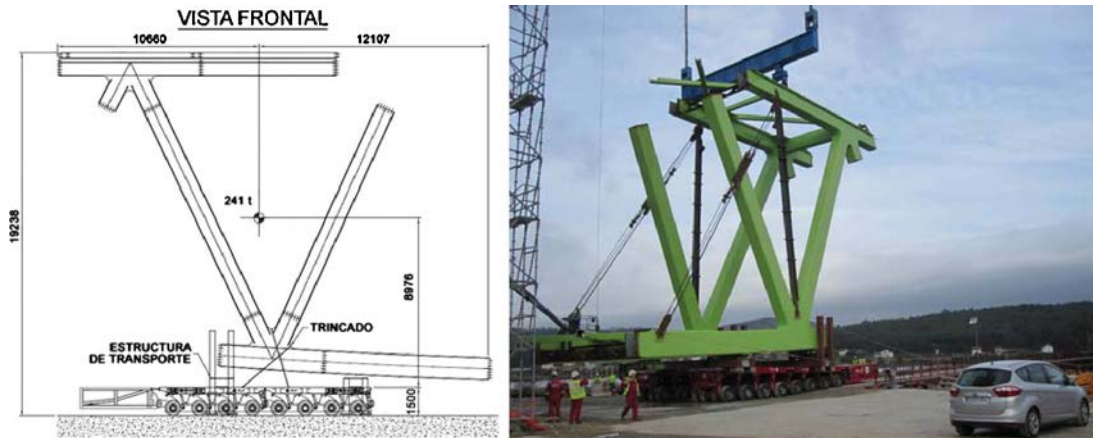 VISTA FRONTAL
10660
12107
241 t
19238
8976
TRINCADO
ESTRUCTURA
DE TRANSPORTE
1500